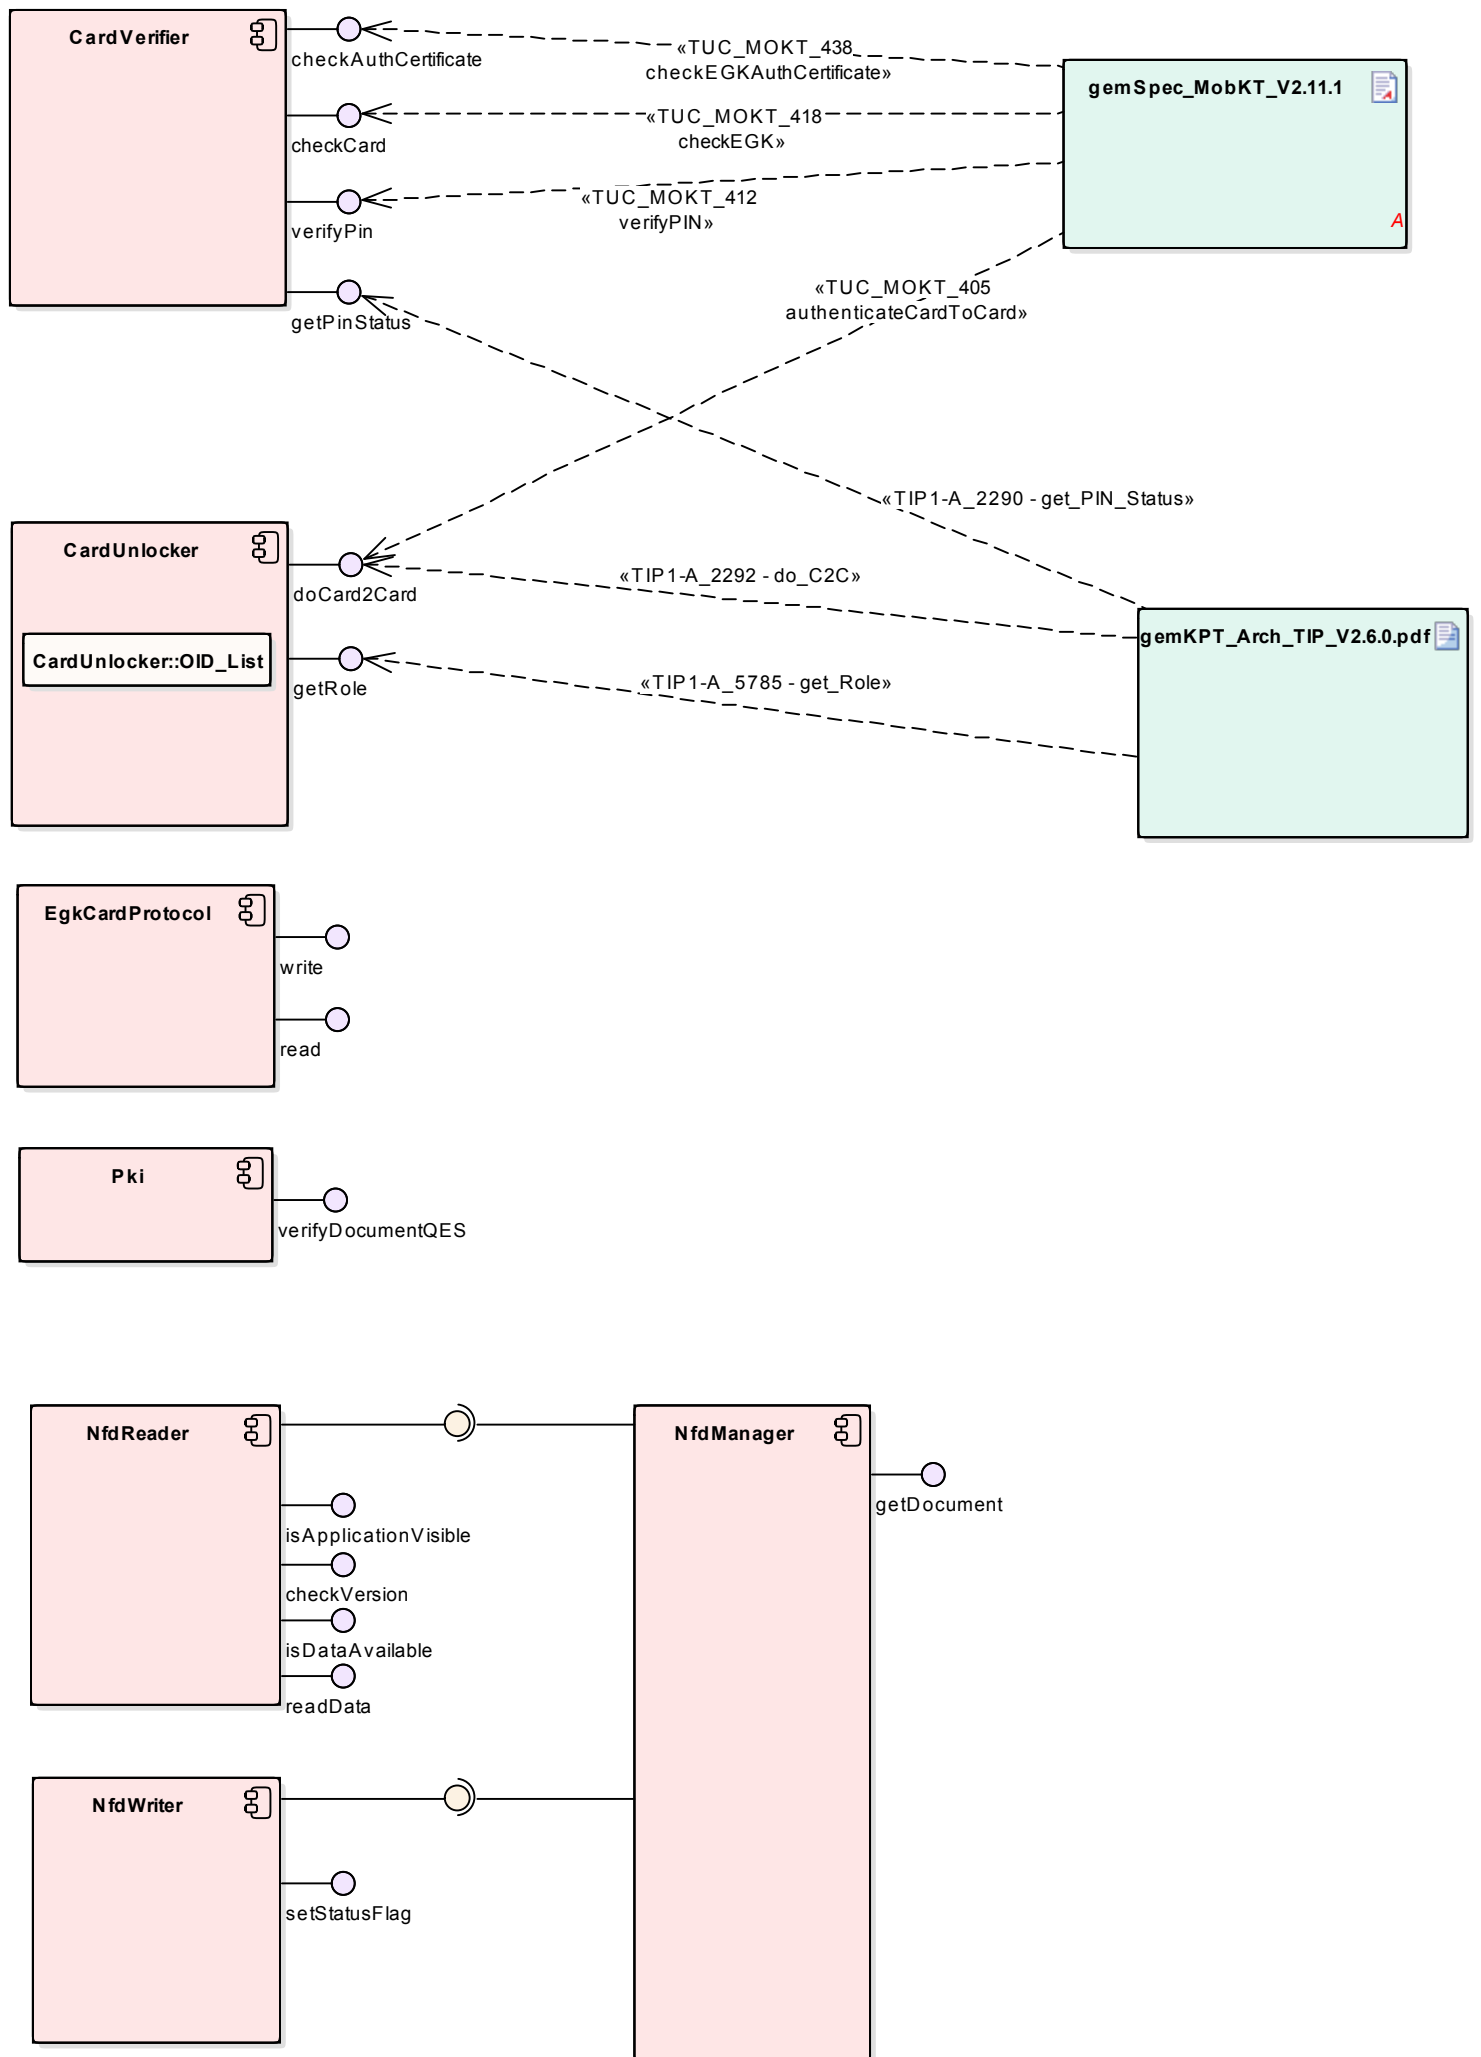 CardVerifier
checkAuthCertificate
«TUC_MOKT_438
checkEGKAuthCertificate»
gemSpec_MobKT_V2.11.1
checkCard
«TUC_MOKT_418
checkEGK»
verifyPin
«TUC_MOKT_412
verifyPIN»
A
getPinStatus
«TUC_MOKT_405
authenticateCardToCard»
«TIP1-A_2290 - get_PIN_Status»
CardUnlocker
doCard2Card
«TIP1-A_2292 - do_C2C»
gemKPT_Arch_TIP_V2.6.0.pdf
CardUnlocker::OID_List
getRole
«TIP1-A_5785 - get_Role»
EgkCardProtocol
write
read
Pki
verifyDocumentQES
NfdReader
NfdManager
getDocument
isApplicationVisible
checkVersion
isDataAvailable
readData
NfdWriter
setStatusFlag